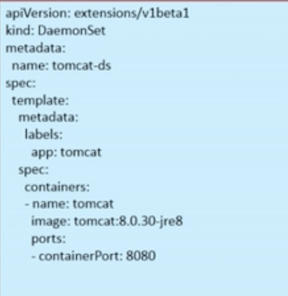 apiVersion: extensions/v1beta1
kind: DaemonSet
metadata:
  name: tomcat-ds
spec:
  template:
    metadata:
      labels:
        app: tomcat
    spec:
      containers:
      - name: tomcat
        image: tomcat:8.0.30-jre8
        ports:
        - containerPort: 8080